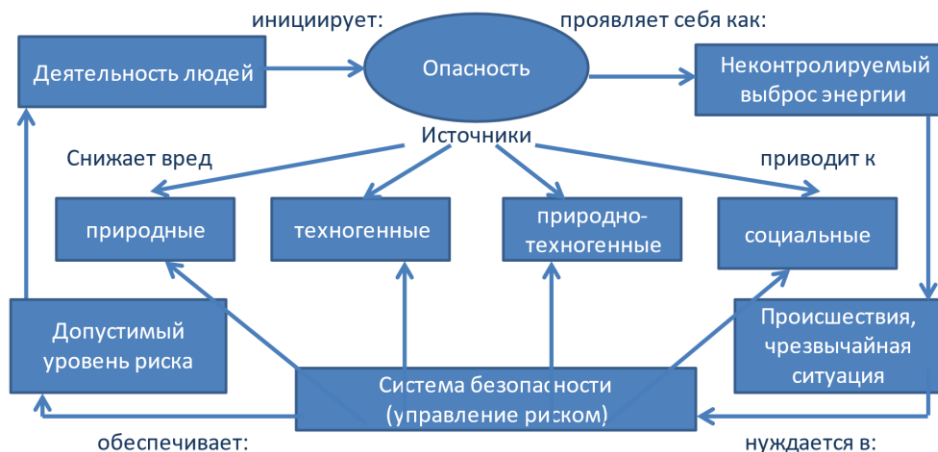 инициирует:
проявляет себя как:
Деятельность людей
Опасность
Неконтролируемый
выброс энергии
Источники
Снижает вред
приводит к
природные
техногенные
природно-
техногенные
социальные
Допустимый
уровень риска
Происшествия,
чрезвычайная
ситуация
Система безопасности
(управление риском)
обеспечивает:
нуждается в: